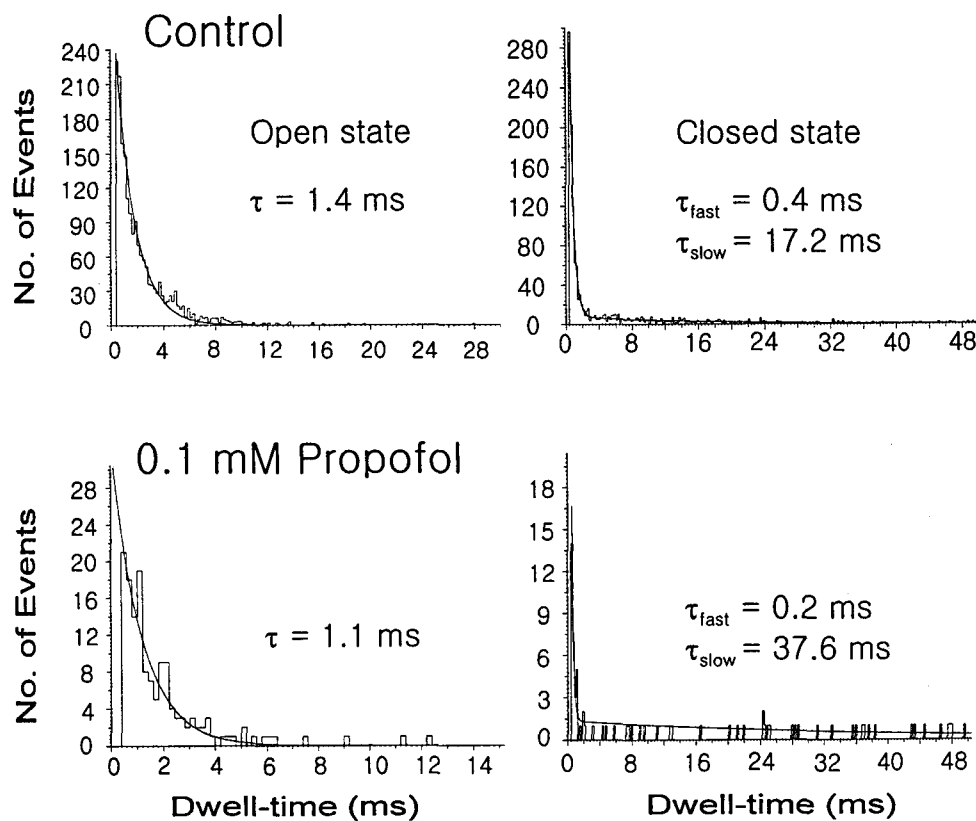 Control
No. of Events
240
210
180
150
120
90
60
30
0
Open state
τ = 1.4 ms
0 4 8 12 16 20 24 28
280
240
200
160
120
80
40
0
Closed state
τfast = 0.4 ms
τslow = 17.2 ms
0 8 16 24 32 40 48
0.1 mM Propofol
No. of Events
28
24
20
16
12
8
4
0
τ = 1.1 ms
0 2 4 6 8 10 12 14
Dwell-time (ms)
18
15
12
9
6
3
0
τfast = 0.2 ms
τslow = 37.6 ms
0 8 16 24 32 40 48
Dwell-time (ms)